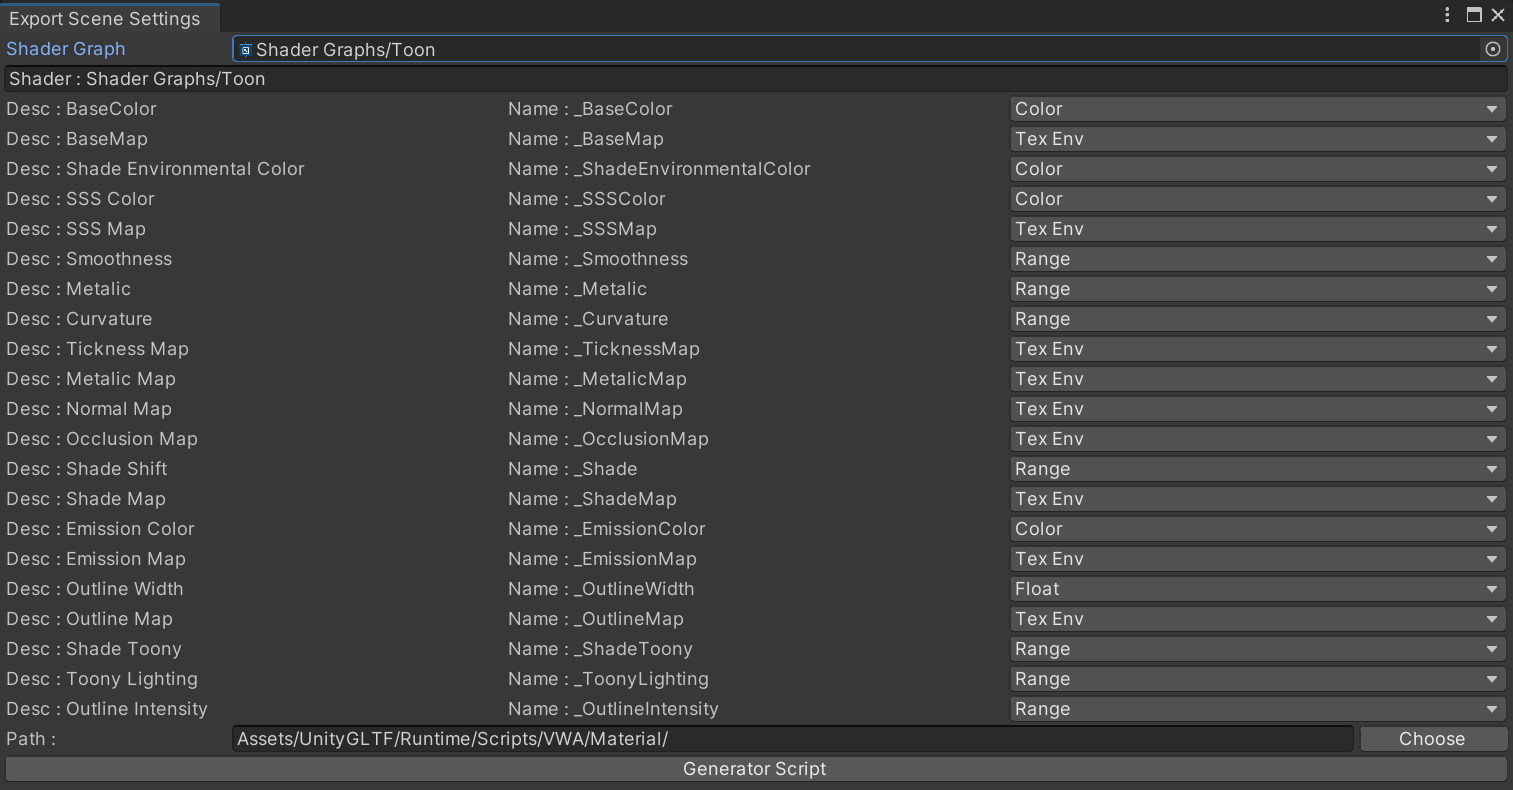 Export Scene Settings
Shader Graph Shader Graphs/Toon
Shader : Shader Graphs/Toon
Desc : BaseColor Name : _BaseColor Color
Desc : BaseMap Name : _BaseMap Tex Env
Desc : Shade Environmental Color Name : _ShadeEnvironmentalColor Color
Desc : SSS Color Name : _SSSColor Color
Desc : SSS Map Name : _SSSMap Tex Env
Desc : Smoothness Name : _Smoothness Range
Desc : Metalic Name : _Metalic Range
Desc : Curvature Name : _Curvature Range
Desc : Tickness Map Name : _TicknessMap Tex Env
Desc : Metalic Map Name : _MetalicMap Tex Env
Desc : Normal Map Name : _NormalMap Tex Env
Desc : Occlusion Map Name : _OcclusionMap Tex Env
Desc : Shade Shift Name : _Shade Range
Desc : Shade Map Name : _ShadeMap Tex Env
Desc : Emission Color Name : _EmissionColor Color
Desc : Emission Map Name : _EmissionMap Tex Env
Desc : Outline Width Name : _OutlineWidth Float
Desc : Outline Map Name : _OutlineMap Tex Env
Desc : Shade Toony Name : _ShadeToony Range
Desc : Toony Lighting Name : _ToonyLighting Range
Desc : Outline Intensity Name : _OutlineIntensity Range
Path : Assets/UnityGLTF/Runtime/Scripts/VWA/Material/ Choose
Generator Script